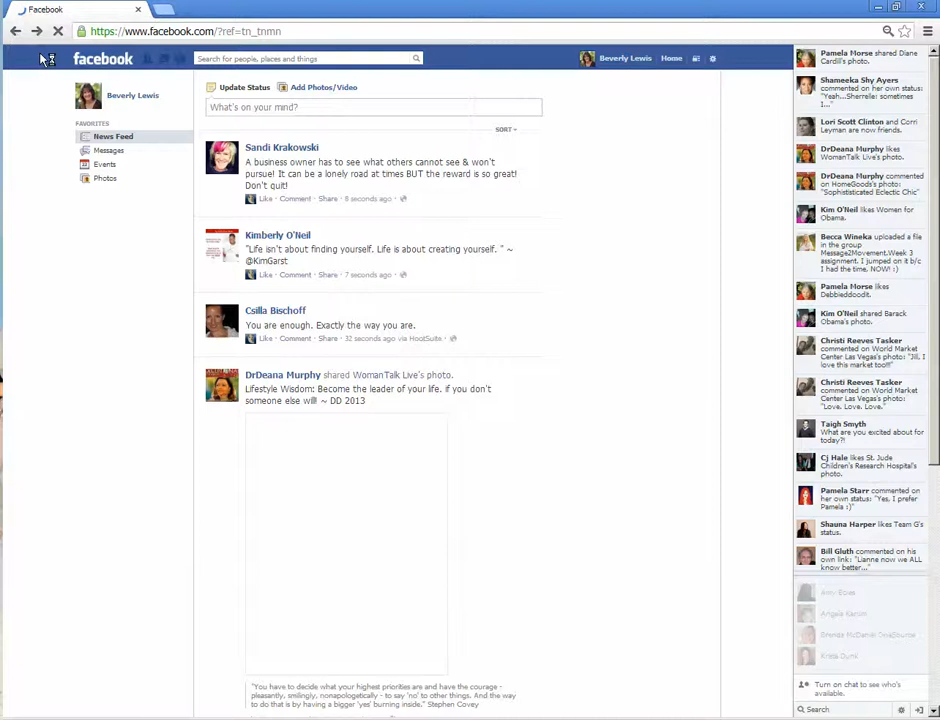 Facebook
https://www.facebook.com/?ref=tn_tnmn
facebook
Search for people, places and things
Beverly Lewis
Home
Beverly Lewis
FAVORITES
News Feed
Messages
Events
Photos
Update Status
Add Photos/Video
What's on your mind?
SORT
Sandi Krakowski
A business owner has to see what others cannot see & won't
pursue! It can be a lonely road at times BUT the reward is so great!
Don't quit!
Like · Comment · Share · 8 seconds ago ·
Kimberly O'Neil
"Life isn't about finding yourself. Life is about creating yourself. " ~
@KimGarst
Like · Comment · Share · 7 seconds ago ·
Csilla Bischoff
You are enough. Exactly the way you are.
Like · Comment · Share · 32 seconds ago via HootSuite ·
DrDeana Murphy shared WomanTalk Live's photo.
Lifestyle Wisdom: Become the leader of your life. if you don't
someone else will! ~ DD 2013
"You have to decide what your highest priorities are and have the courage -
pleasantly, smilingly, nonapologetically - to say 'no' to other things. And the way
to do that is by having a bigger 'yes' burning inside." Stephen Covey
Pamela Morse shared Diane
Cardill's photo.
Shameeka Shy Ayers
commented on her own status:
"Yeah...Sherrelle: sometimes
I..."
Lori Scott Clinton and Corri
Leyman are now friends.
DrDeana Murphy likes
WomanTalk Live's photo.
DrDeana Murphy commented
on HomeGoods's photo:
"Sophististicated Eclectic Chic"
Kim O'Neil likes Women for
Obama.
Becca Wineka uploaded a file
in the group
Message2Movement.Week 3
assignment. I jumped on it b/c
I had the time, NOW! :)
Pamela Morse likes
Debbieddoodit.
Kim O'Neil shared Barack
Obama's photo.
Christi Reeves Tasker
commented on World Market
Center Las Vegas's photo: "Jil, I
love this market too!!"
Christi Reeves Tasker
commented on World Market
Center Las Vegas's photo:
"Love. Love. Love."
Taigh Smyth
What are you excited about for
today?!
Cj Hale likes St. Jude
Children's Research Hospital's
photo.
Pamela Starr commented on
her own status: "Yes, I prefer
Pamela :)"
Shauna Harper likes Team G's
status.
Bill Gluth commented on his
own link: "Lianne now we ALL
know better..."
Turn on chat to see who's
available.
Search